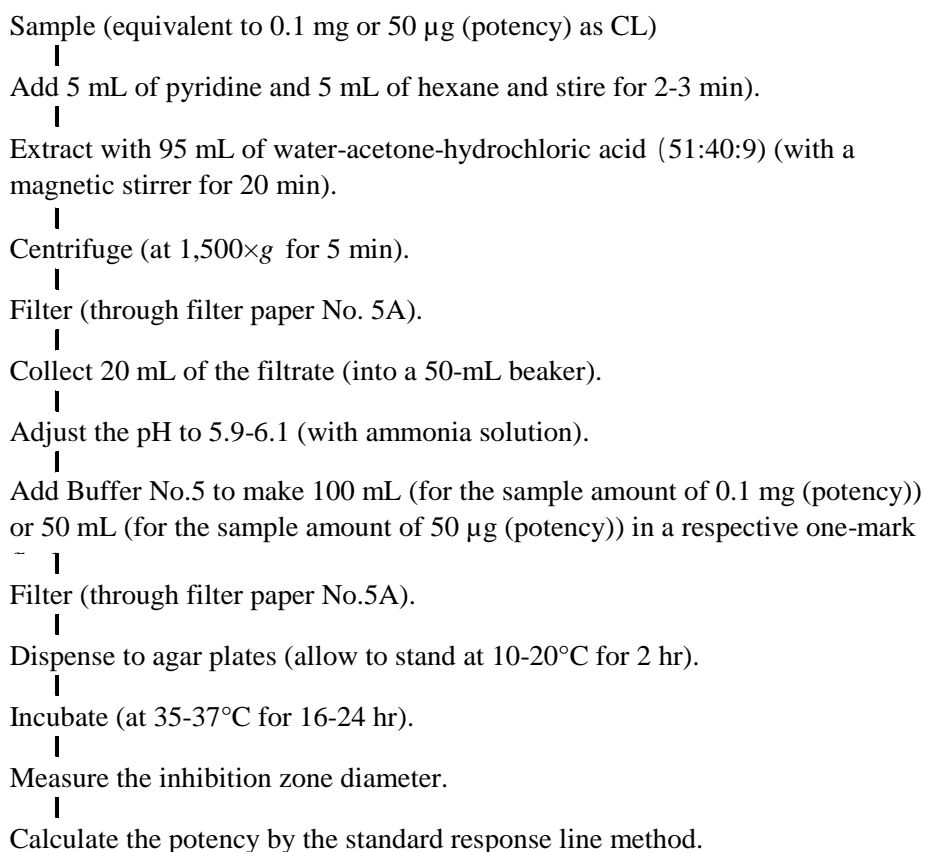 Sample (equivalent to 0.1 mg or 50 µg (potency) as CL)
Add 5 mL of pyridine and 5 mL of hexane and stire for 2-3 min).
Extract with 95 mL of water-acetone-hydrochloric acid (51:40:9) (with a
magnetic stirrer for 20 min).
Centrifuge (at 1,500×g for 5 min).
Filter (through filter paper No. 5A).
Collect 20 mL of the filtrate (into a 50-mL beaker).
Adjust the pH to 5.9-6.1 (with ammonia solution).
Add Buffer No.5 to make 100 mL (for the sample amount of 0.1 mg (potency))
or 50 mL (for the sample amount of 50 µg (potency)) in a respective one-mark
Filter (through filter paper No.5A).
Dispense to agar plates (allow to stand at 10-20°C for 2 hr).
Incubate (at 35-37°C for 16-24 hr).
Measure the inhibition zone diameter.
Calculate the potency by the standard response line method.